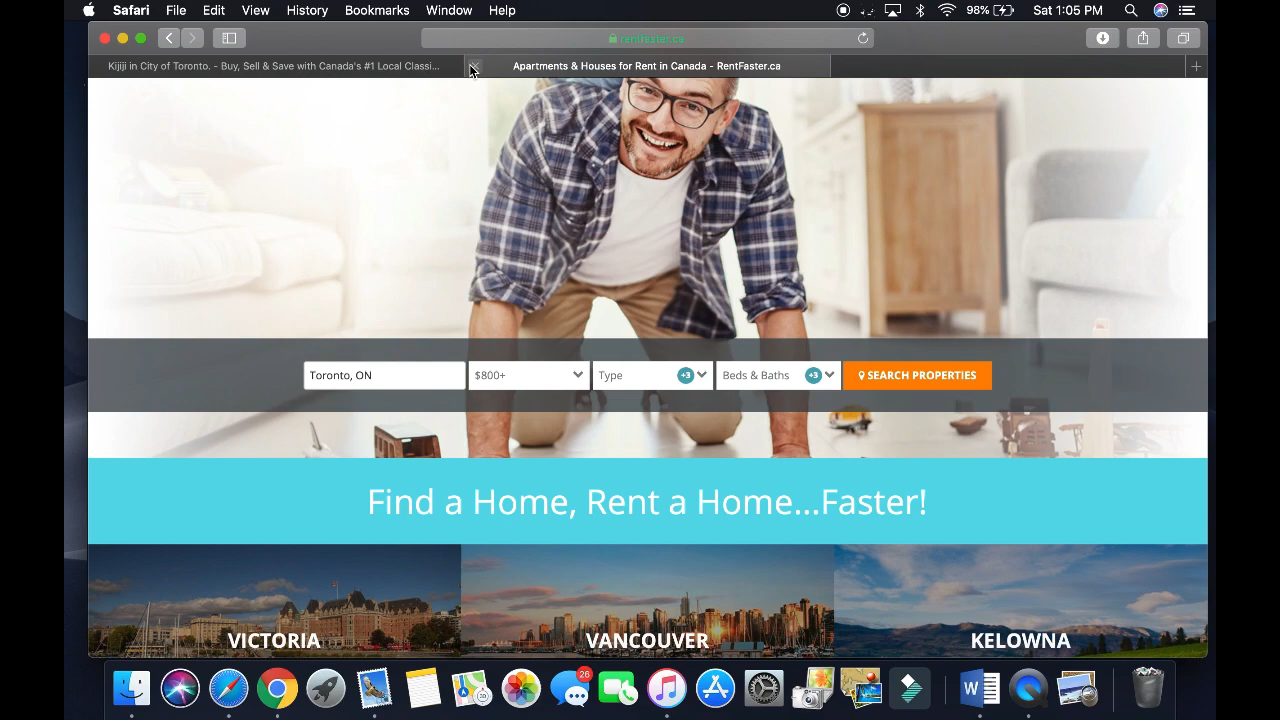 Safari File Edit View History Bookmarks Window Help 98% Sat 1:05 PM
rentfaster.ca
Kijiji in City of Toronto. - Buy, Sell & Save with Canada's #1 Local Classi...
Apartments & Houses for Rent in Canada - RentFaster.ca
Toronto, ON $800+ Type +3 Beds & Baths +3 SEARCH PROPERTIES
Find a Home, Rent a Home...Faster!
VICTORIA VANCOUVER KELOWNA
26